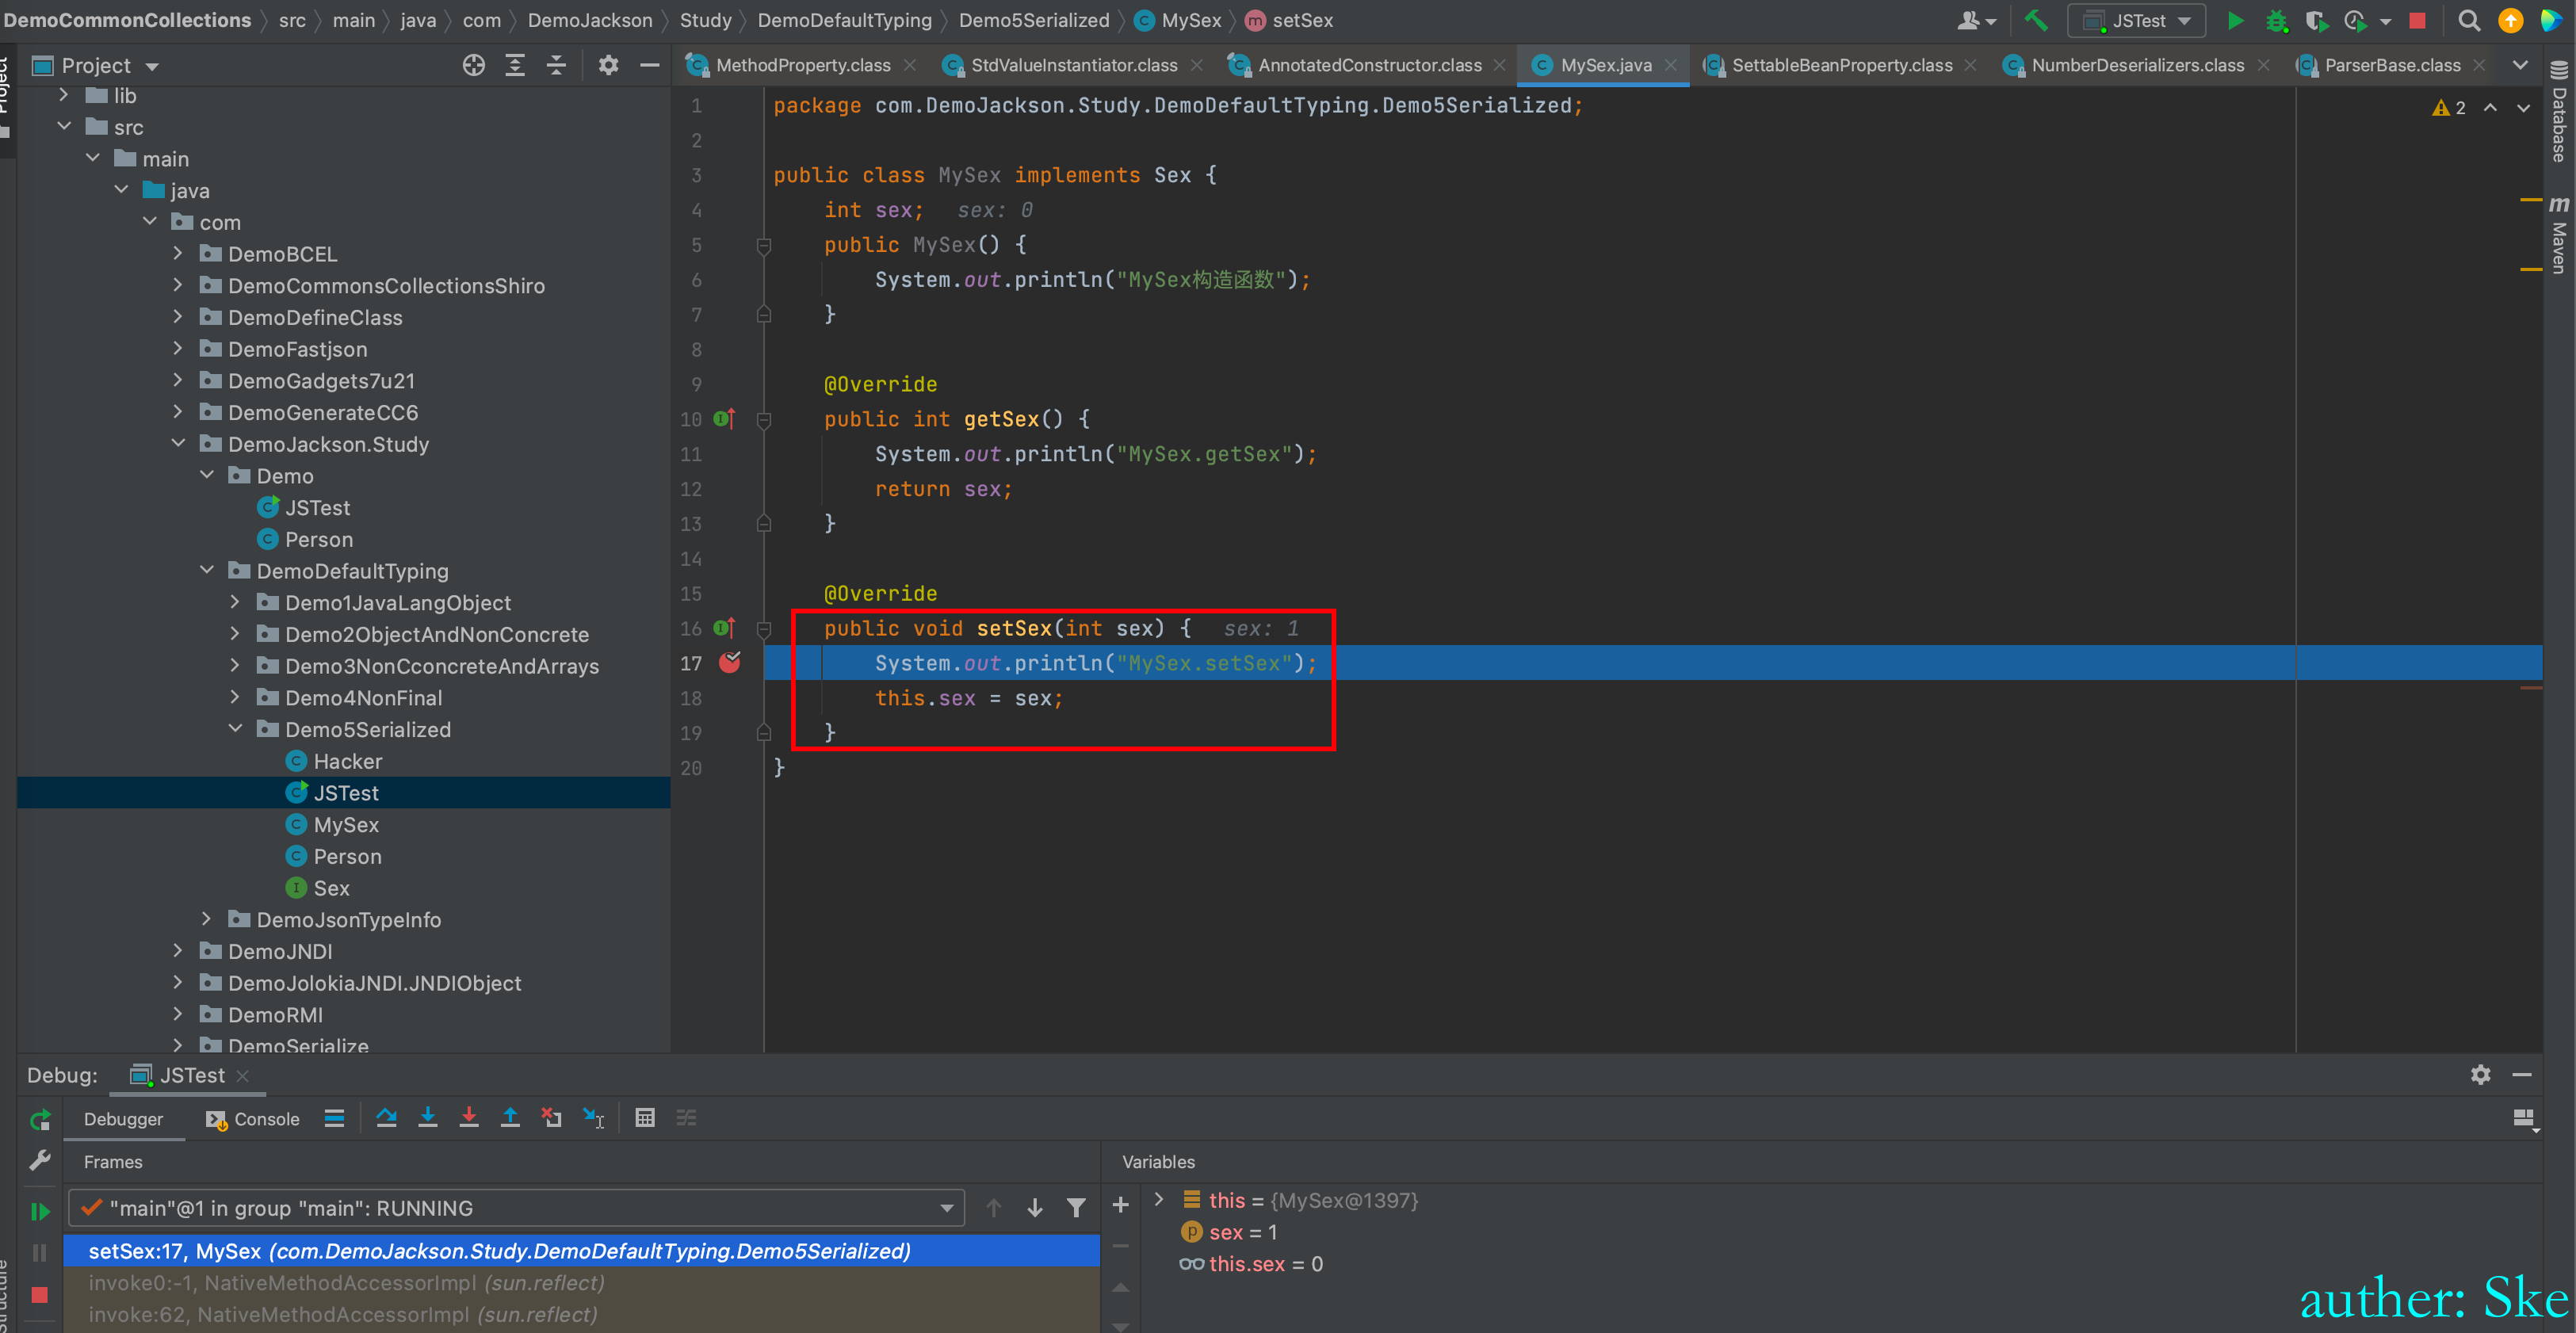 DemoCommonCollections src main java com DemoJackson Study DemoDefaultTyping Demo5Serialized MySex setSex JSTest
Project
Project
MethodProperty.class StdValueInstantiator.class AnnotatedConstructor.class MySex.java SettableBeanProperty.class NumberDeserializers.class ParserBase.class
lib
src
main
java
com
DemoBCEL
DemoCommonsCollectionsShiro
DemoDefineClass
DemoFastjson
DemoGadgets7u21
DemoGenerateCC6
DemoJackson.Study
Demo
JSTest
Person
DemoDefaultTyping
Demo1JavaLangObject
Demo2ObjectAndNonConcrete
Demo3NonCconcreteAndArrays
Demo4NonFinal
Demo5Serialized
Hacker
JSTest
MySex
Person
Sex
DemoJsonTypeInfo
DemoJNDI
DemoJolokiaJNDI.JNDIObject
DemoRMI
DemoSerialize
1 package com.DemoJackson.Study.DemoDefaultTyping.Demo5Serialized;
2
3 public class MySex implements Sex {
4 int sex; sex: 0
5 public MySex() {
6 System.out.println("MySex构造函数");
7 }
8
9 @Override
10 public int getSex() {
11 System.out.println("MySex.getSex");
12 return sex;
13 }
14
15 @Override
16 public void setSex(int sex) { sex: 1
17 System.out.println("MySex.setSex");
18 this.sex = sex;
19 }
20 }
2
Database
Maven
Debug: JSTest
Debugger Console
Frames
"main"@1 in group "main": RUNNING
setSex:17, MySex (com.DemoJackson.Study.DemoDefaultTyping.Demo5Serialized)
invoke0:-1, NativeMethodAccessorImpl (sun.reflect)
invoke:62, NativeMethodAccessorImpl (sun.reflect)
Variables
this = {MySex@1397}
sex = 1
this.sex = 0
Structure
auther: Ske